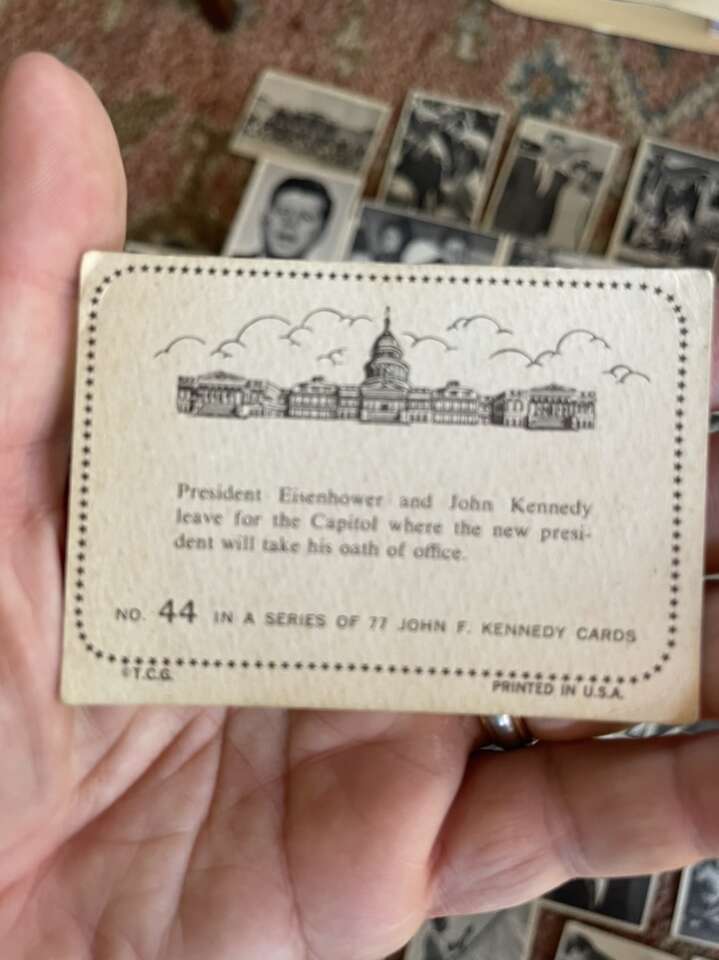 President Eisenhower and John Kennedy
leave for the Capitol where the new presi-
dent will take his oath of office.
NO. 44 IN A SERIES OF 77 JOHN F. KENNEDY CARDS
©T.C.G.
PRINTED IN U.S.A.